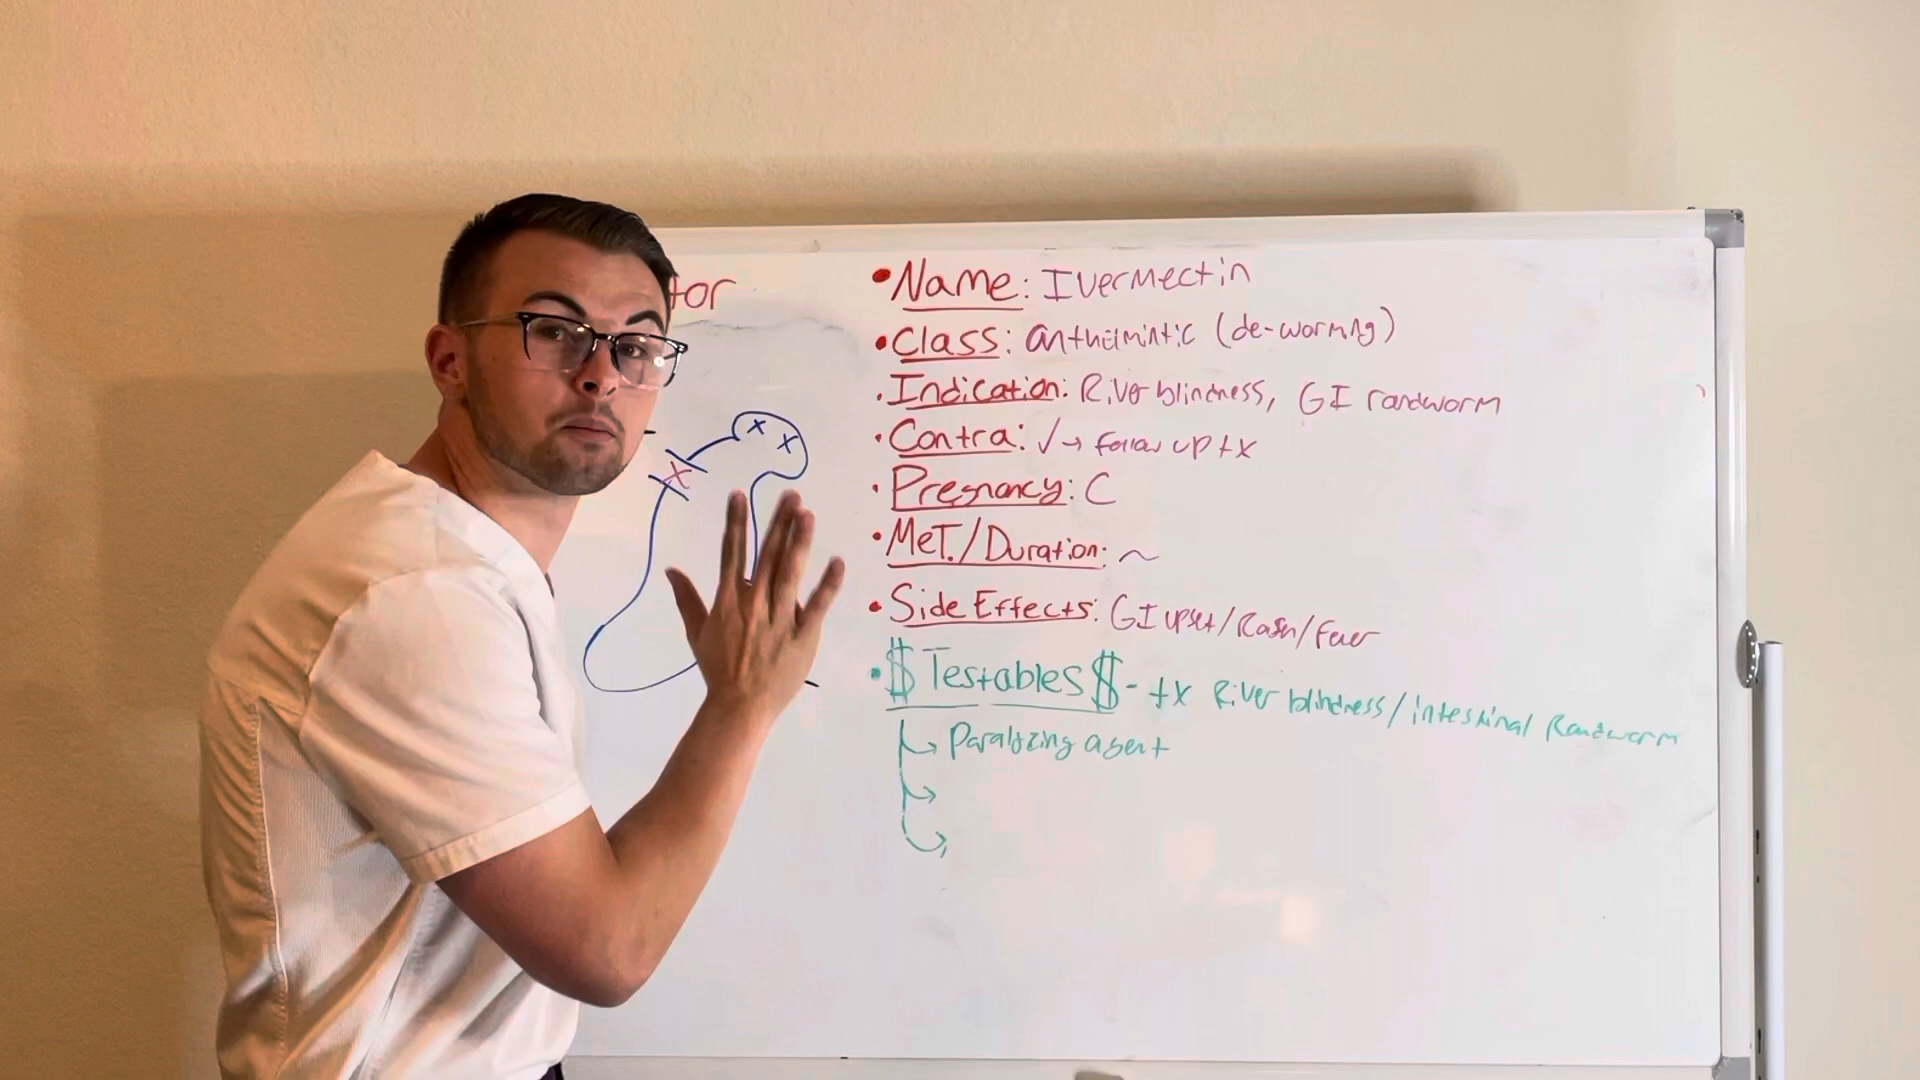 tor
• Name: Ivermectin
• Class: anthelmintic (de-worming)
• Indication: River blindness, GI roundworm
• Contra: ✓→ follow up tx
• Pregnancy: C
• Met./Duration: ~
• Side Effects: GI upset/Rash/Fever
• $ Testables $ - tx River blindness/intestinal Roundworm
↳ Paralyzing agent
x x
x